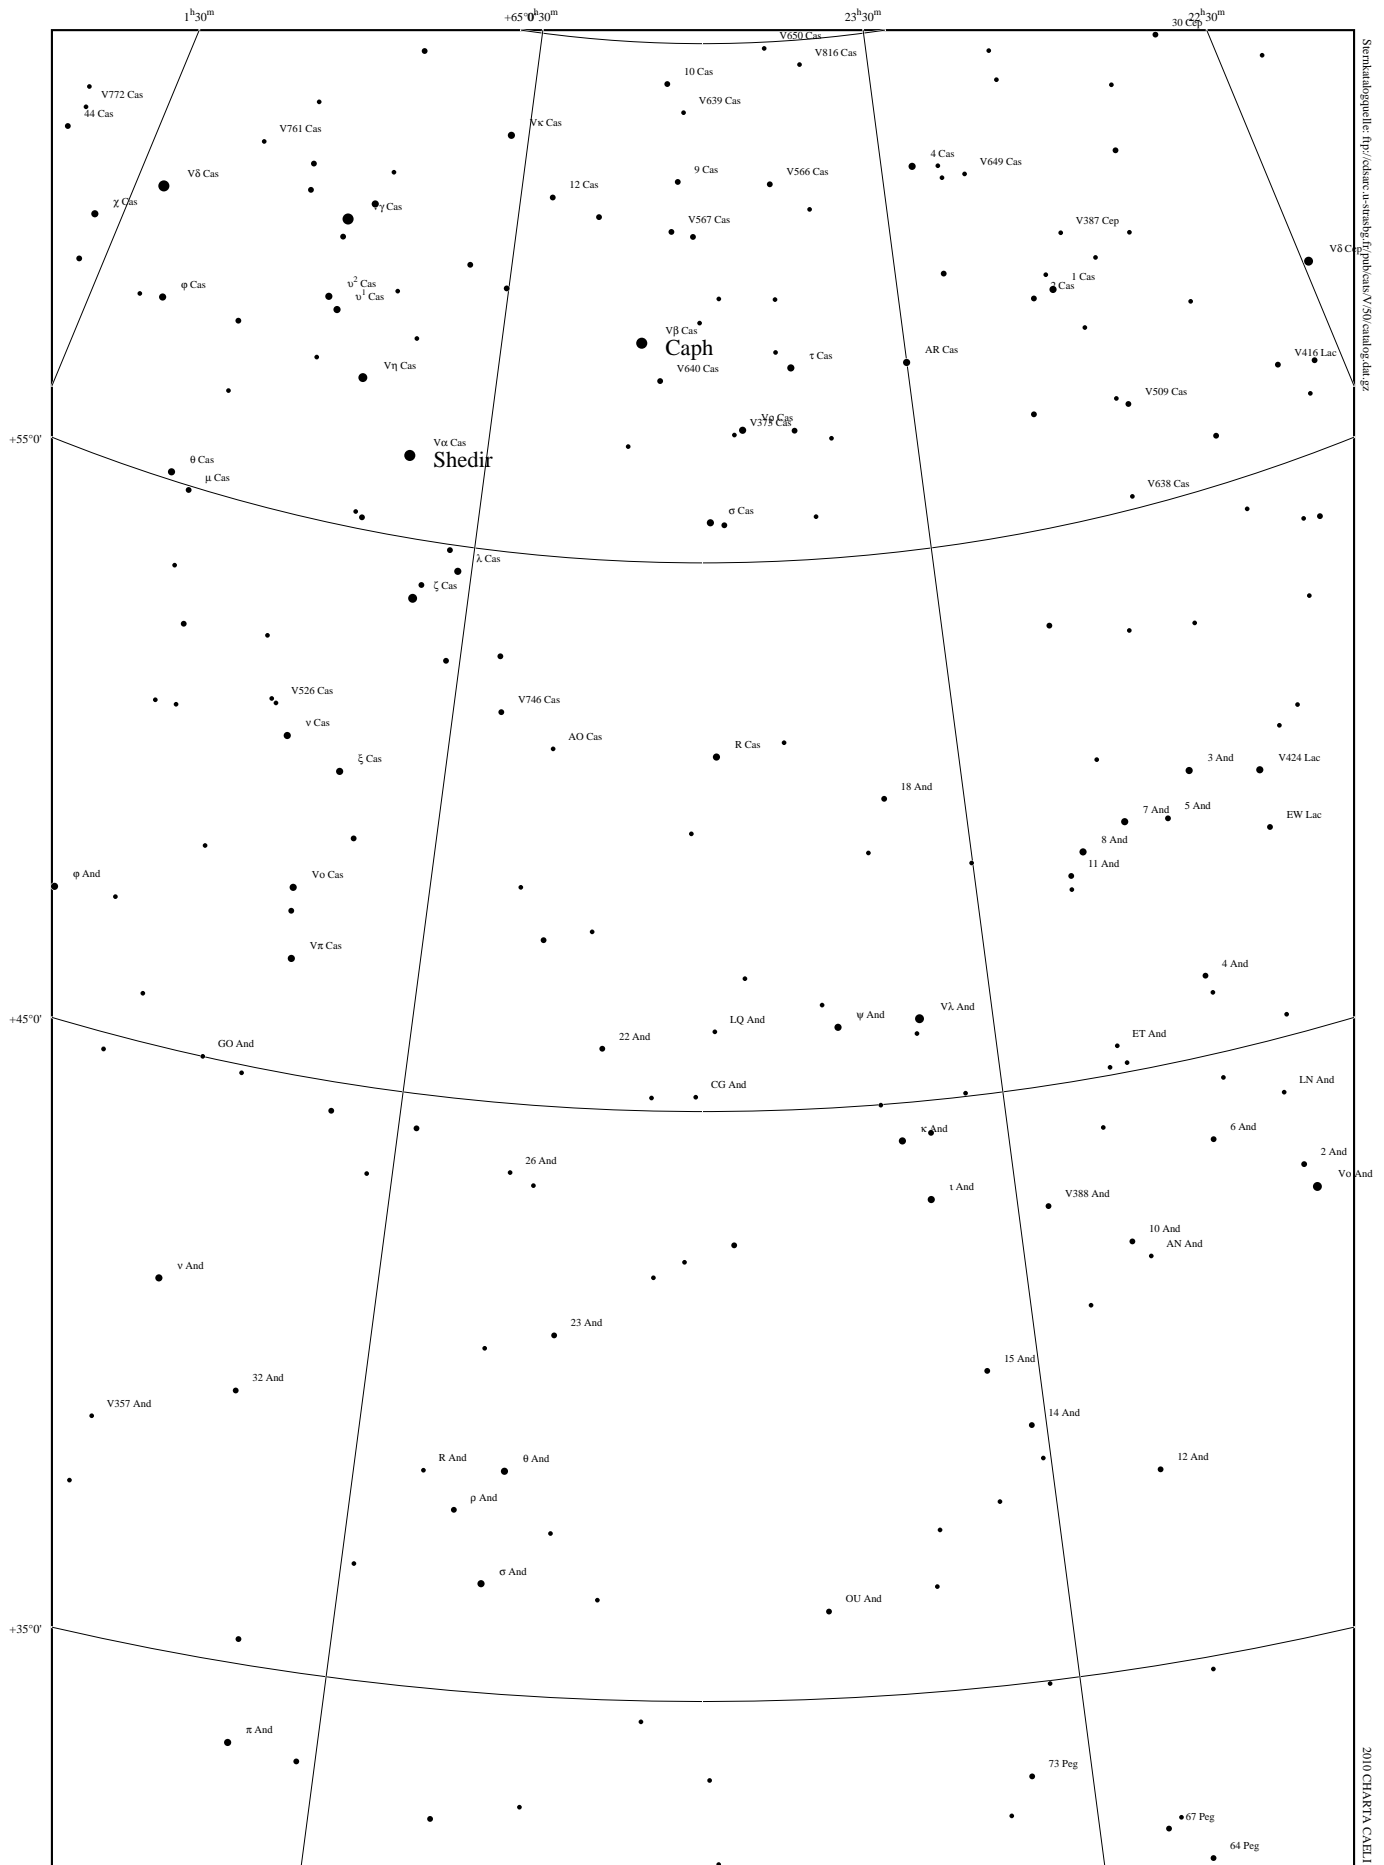 1h30m
+65°0'
0h30m
23h30m
22h30m
30 Cep
V650 Cas
V816 Cas
10 Cas
V772 Cas
V639 Cas
44 Cas
Vκ Cas
V761 Cas
4 Cas
V649 Cas
Vδ Cas
12 Cas
9 Cas
V566 Cas
χ Cas
Vγ Cas
V567 Cas
V387 Cep
Vδ Cep
φ Cas
υ2 Cas
υ1 Cas
1 Cas
2 Cas
Vβ Cas
Caph
τ Cas
AR Cas
V416 Lac
Vη Cas
V640 Cas
V509 Cas
Vρ Cas
V373 Cas
+55°0'
Vα Cas
Shedir
θ Cas
μ Cas
V638 Cas
σ Cas
λ Cas
ζ Cas
V526 Cas
V746 Cas
ν Cas
AO Cas
R Cas
ξ Cas
3 And
V424 Lac
18 And
7 And
5 And
EW Lac
8 And
φ And
Vο Cas
11 And
Vπ Cas
4 And
+45°0'
ψ And
Vλ And
GO And
22 And
LQ And
ET And
CG And
LN And
κ And
6 And
26 And
2 And
Vο And
ι And
V388 And
10 And
AN And
ν And
23 And
15 And
32 And
V357 And
14 And
R And
θ And
12 And
ρ And
σ And
OU And
+35°0'
π And
73 Peg
67 Peg
64 Peg
Sternkatalogquelle: ftp://cdsarc.u-strasbg.fr/pub/cats/V/50/catalog.dat.gz
2010 CHARTA CAELI